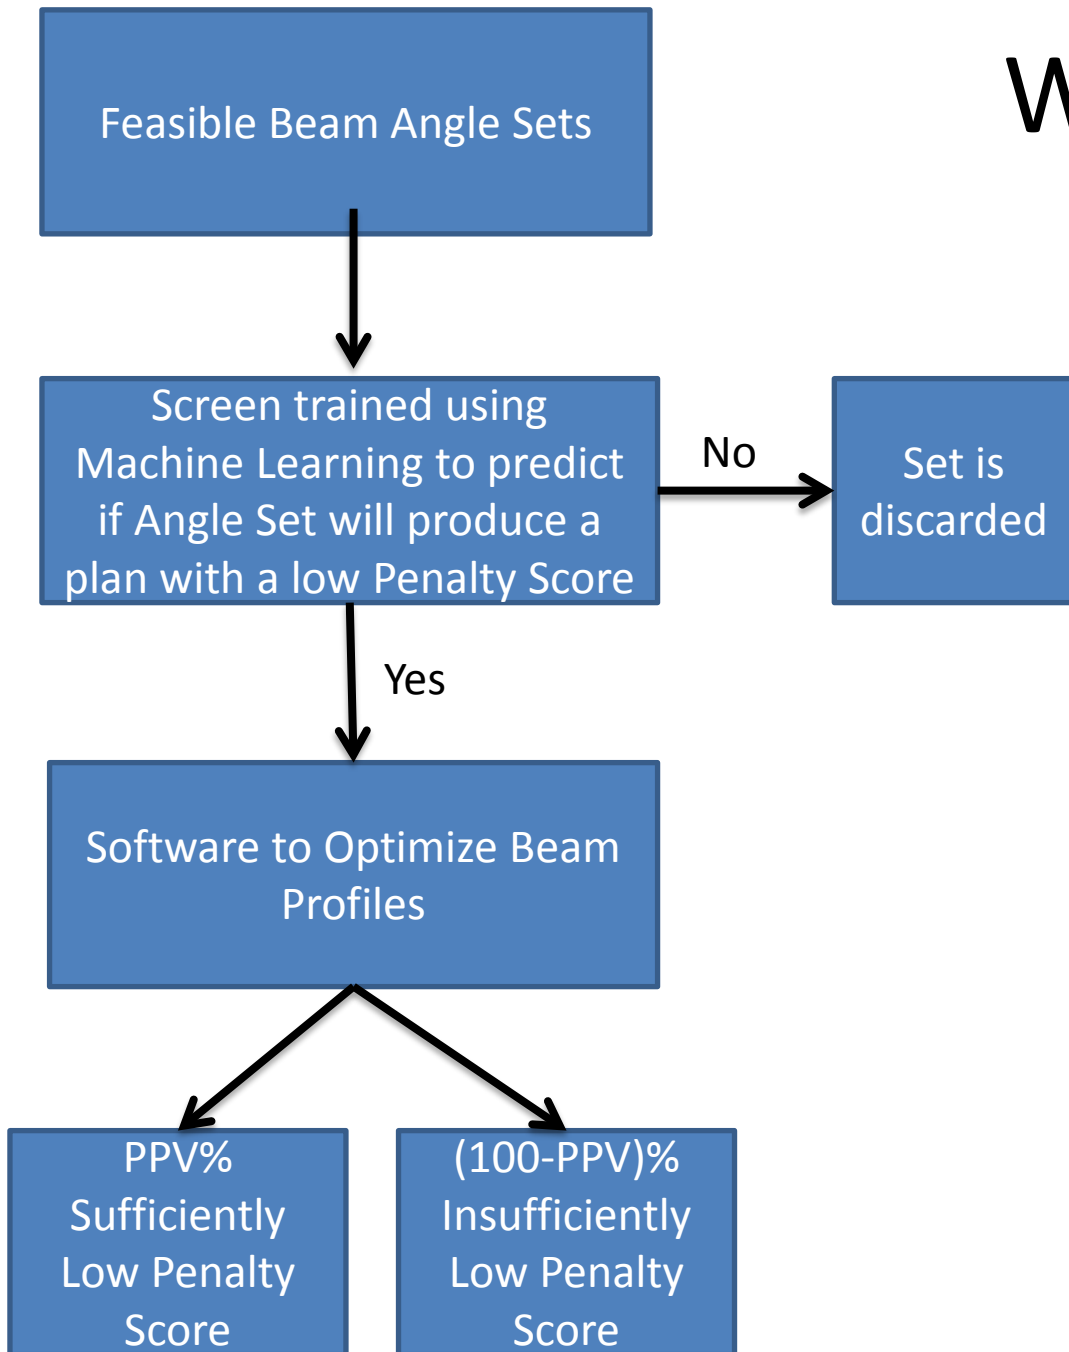 W
Feasible Beam Angle Sets
Screen trained using
Machine Learning to predict
if Angle Set will produce a
plan with a low Penalty Score
No
Set is
discarded
Yes
Software to Optimize Beam
Profiles
PPV%
Sufficiently
Low Penalty
Score
(100-PPV)%
Insufficiently
Low Penalty
Score